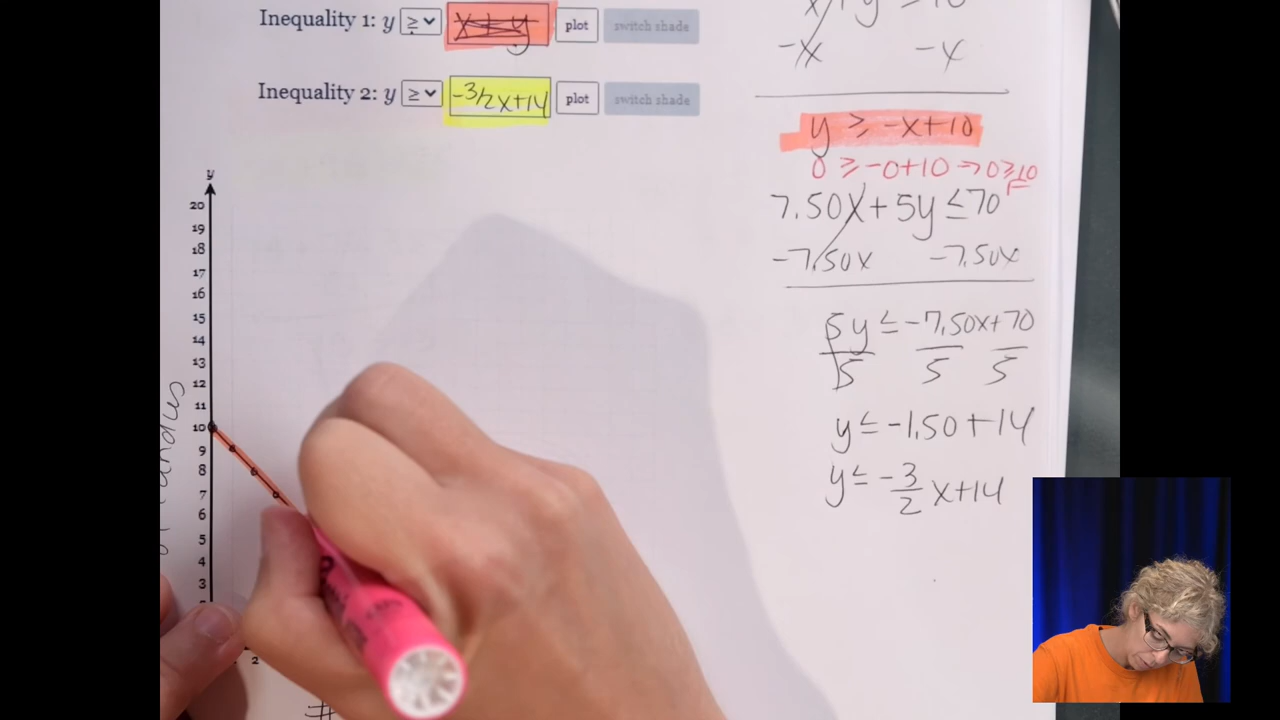 Inequality 1: y ≥ x + y plot switch shade
Inequality 2: y ≥ -3/2x+14 plot switch shade
-x -x
y ≥ -x+10
0 ≥ -0+10 → 0≥10
F
7.50x + 5y ≤ 70
-7.50x -7.50x
5y ≤ -7.50x+70
5 5 5
y ≤ -1.50 + 14
y ≤ -3/2 x+14
y
20
19
18
17
16
15
14
13
12
11
10
9
8
7
6
5
4
3
2
#